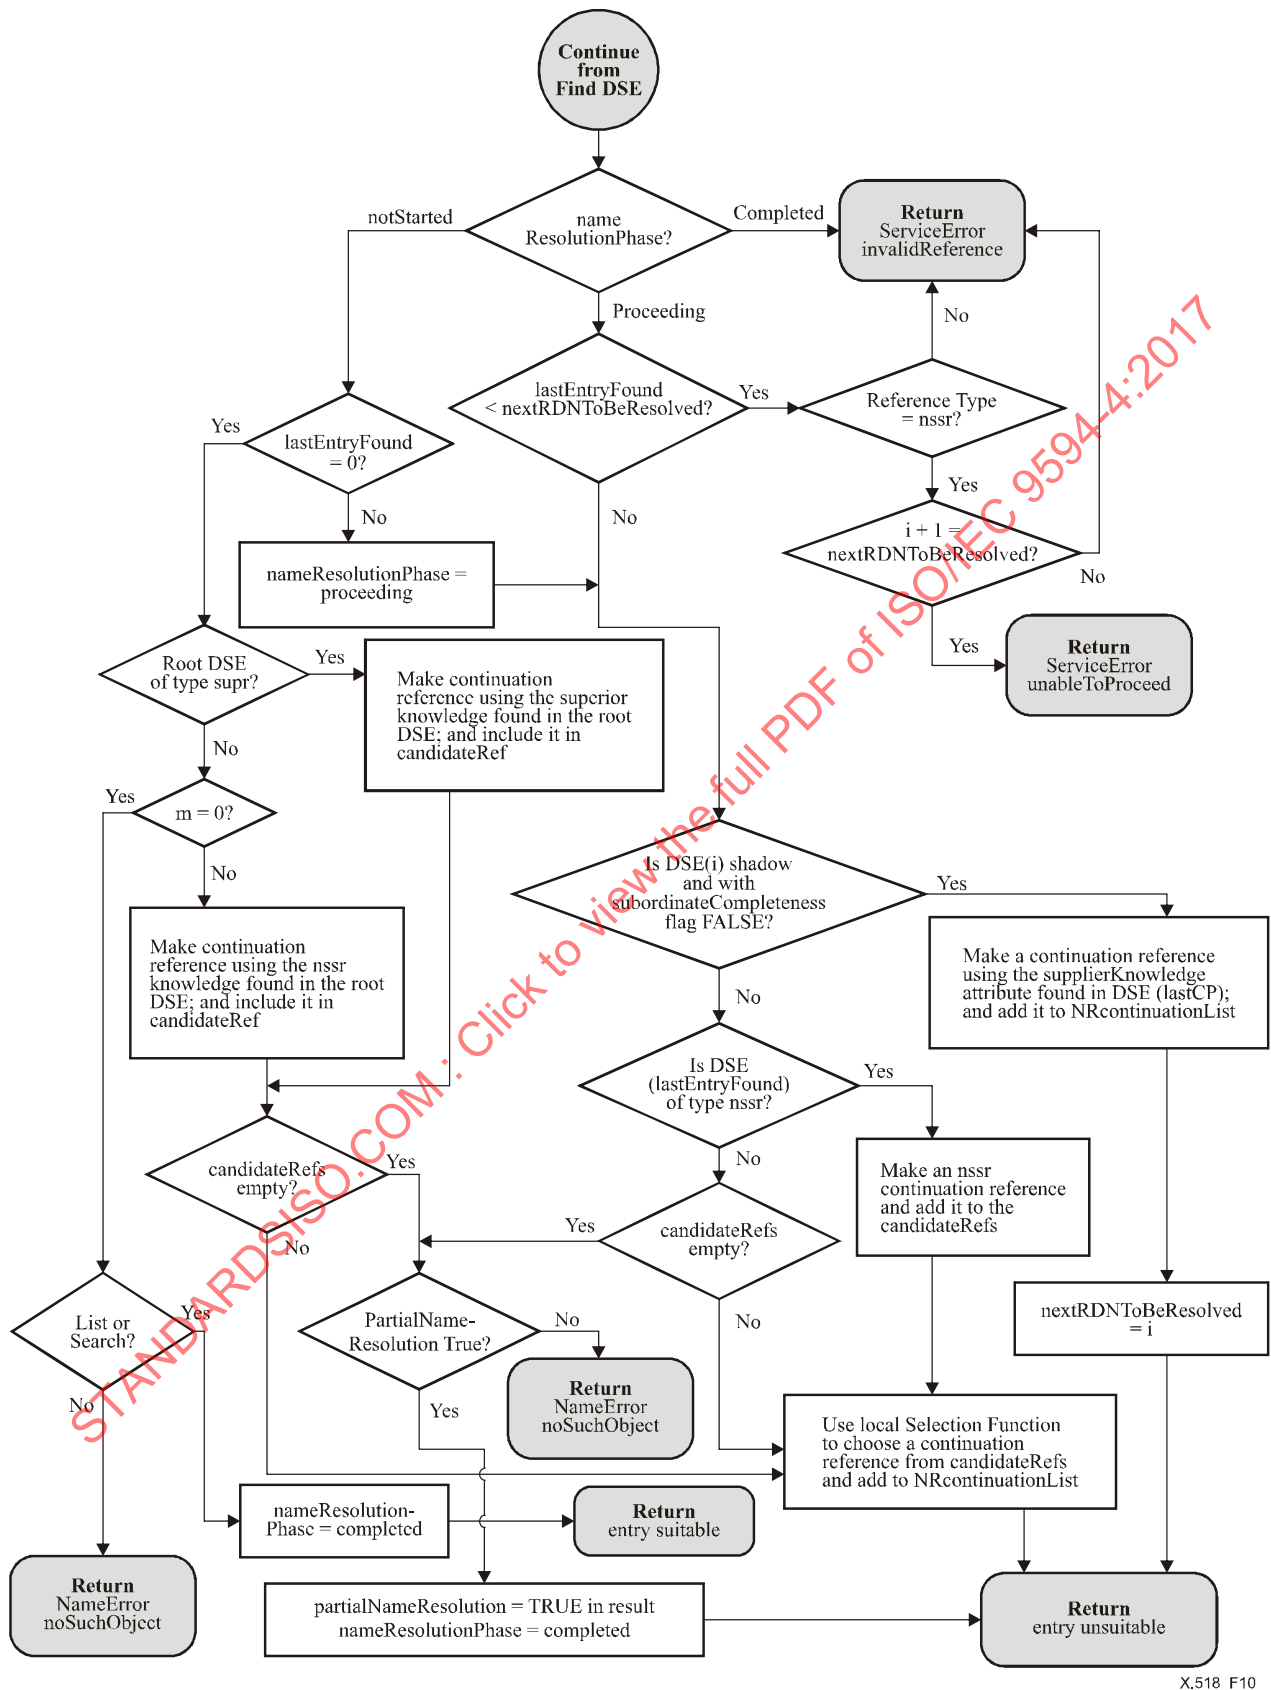 Continue
from
Find DSE
notStarted
name
ResolutionPhase?
Completed
Return
ServiceError
invalidReference
Proceeding
No
lastEntryFound
< nextRDNToBeResolved?
Yes
Reference Type
= nssr?
Yes
lastEntryFound
= 0?
No
No
Yes
i + 1 =
nextRDNToBeResolved?
No
nameResolutionPhase =
proceeding
Yes
Return
ServiceError
unableToProceed
Root DSE
of type supr?
Yes
Make continuation
reference using the superior
knowledge found in the root
DSE; and include it in
candidateRef
No
Yes
m = 0?
No
Is DSE(i) shadow
and with
subordinateCompleteness
flag FALSE?
Yes
Make continuation
reference using the nssr
knowledge found in the root
DSE; and include it in
candidateRef
Make a continuation reference
using the supplierKnowledge
attribute found in DSE (lastCP);
and add it to NRcontinuationList
No
Is DSE
(lastEntryFound)
of type nssr?
Yes
No
candidateRefs
empty?
Yes
Make an nssr
continuation reference
and add it to the
candidateRefs
No
Yes
candidateRefs
empty?
List or
Search?
Yes
PartialName-
Resolution True?
No
No
nextRDNToBeResolved
= i
No
Yes
Return
NameError
noSuchObject
Use local Selection Function
to choose a continuation
reference from candidateRefs
and add to NRcontinuationList
nameResolution-
Phase = completed
Return
entry suitable
Return
NameError
noSuchObject
partialNameResolution = TRUE in result
nameResolutionPhase = completed
Return
entry unsuitable
X.518_F10
STANDARDSISO.COM : Click to view the full PDF of ISO/IEC 9594-4:2017